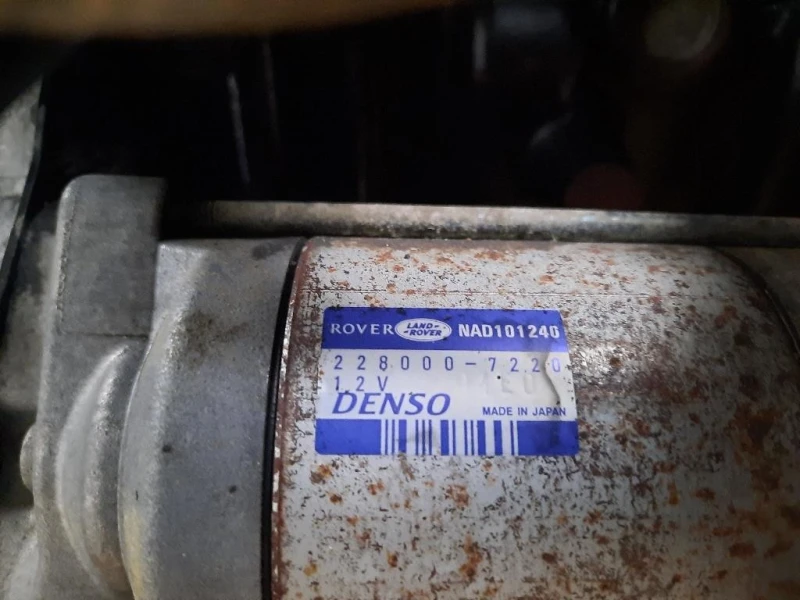 ROVER LAND-ROVER NAD101240
228000-7220
12V
DENSO MADE IN JAPAN